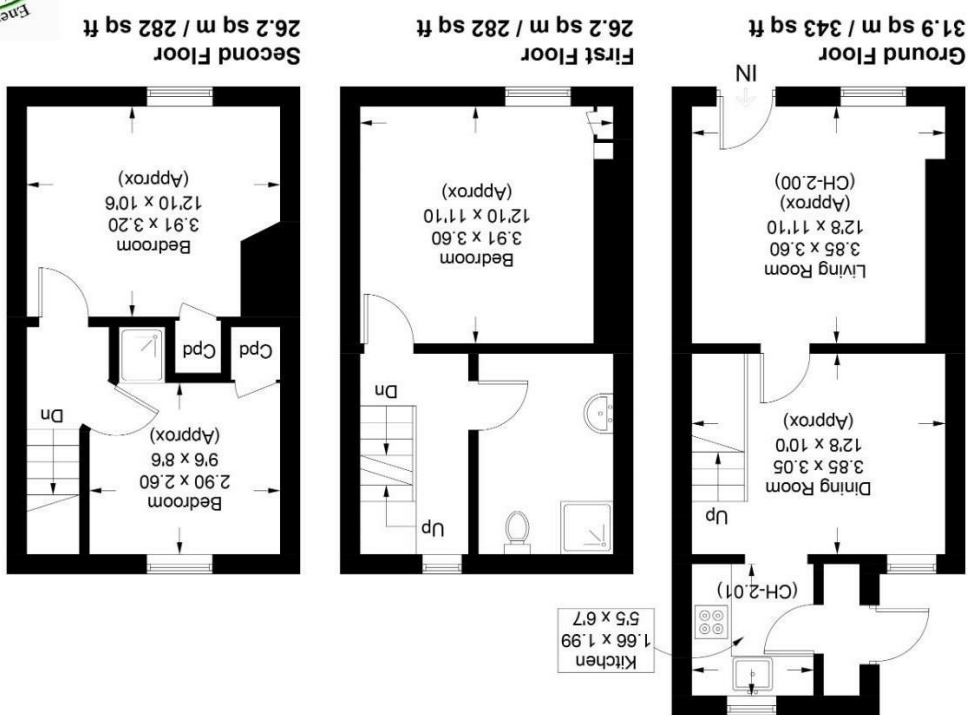 Kitchen
1.66 x 1.99
5'5 x 6'7
(CH-2.01)
Up
Dining Room
3.85 x 3.05
12'8 x 10'0
(Approx)
Living Room
3.85 x 3.60
12'8 x 11'10
(Approx)
(CH-2.00)
IN
Ground Floor
31.9 sq m / 343 sq ft
Up
Dn
Bedroom
3.91 x 3.60
12'10 x 11'10
(Approx)
First Floor
26.2 sq m / 282 sq ft
Bedroom
2.90 x 2.60
9'6 x 8'6
(Approx)
Dn
Cpd
Cpd
Bedroom
3.91 x 3.20
12'10 x 10'6
(Approx)
Second Floor
26.2 sq m / 282 sq ft